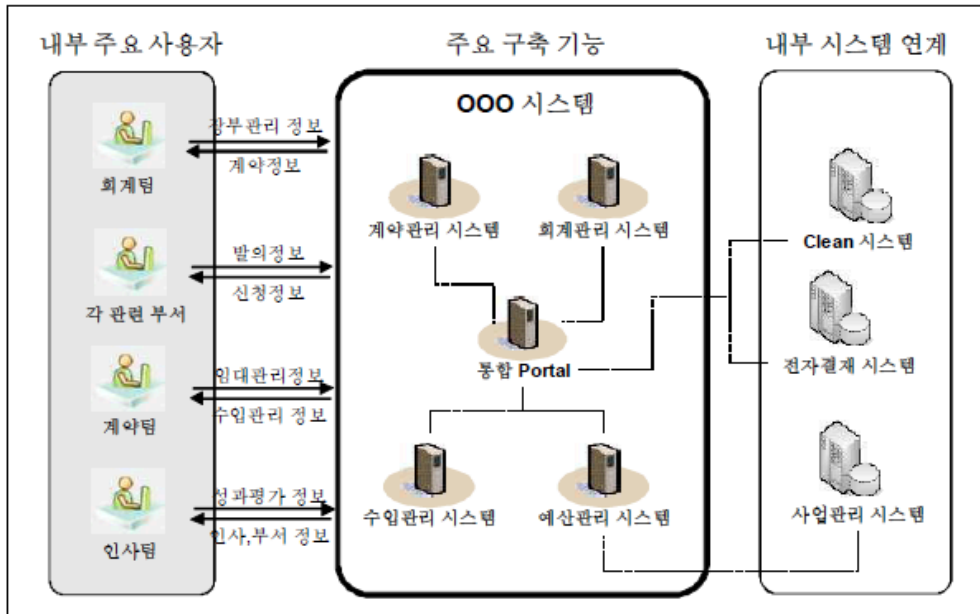 내부 주요 사용자
주요 구축 기능
내부 시스템 연계
OOO 시스템
장부관리 정보
계약정보
회계팀
발의정보
신청정보
각 관련 부서
임대관리정보
수입관리 정보
계약팀
성과평가 정보
인사,부서 정보
인사팀
계약관리 시스템
회계관리 시스템
통합 Portal
수입관리 시스템
예산관리 시스템
Clean 시스템
전자결재 시스템
사업관리 시스템